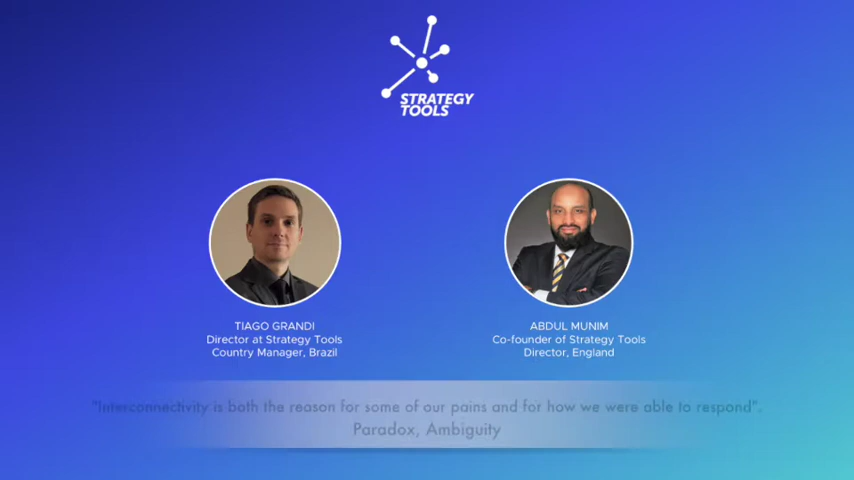 STRATEGY
TOOLS
TIAGO GRANDI
Director at Strategy Tools
Country Manager, Brazil
ABDUL MUNIM
Co-founder of Strategy Tools
Director, England
"Interconnectivity is both the reason for some of our pains and for how we were able to respond".
Paradox, Ambiguity